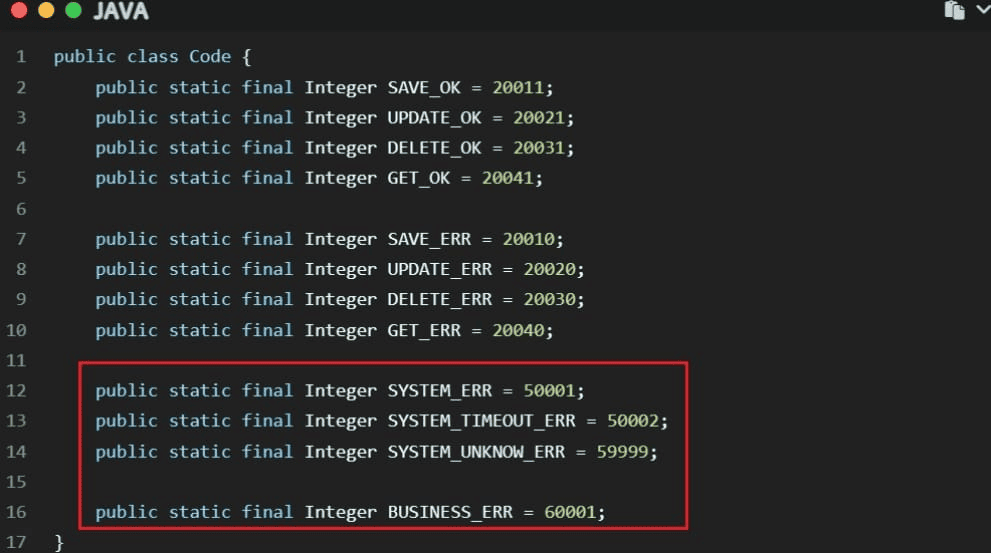 JAVA
1 public class Code {
2 public static final Integer SAVE_OK = 20011;
3 public static final Integer UPDATE_OK = 20021;
4 public static final Integer DELETE_OK = 20031;
5 public static final Integer GET_OK = 20041;
6
7 public static final Integer SAVE_ERR = 20010;
8 public static final Integer UPDATE_ERR = 20020;
9 public static final Integer DELETE_ERR = 20030;
10 public static final Integer GET_ERR = 20040;
11
12 public static final Integer SYSTEM_ERR = 50001;
13 public static final Integer SYSTEM_TIMEOUT_ERR = 50002;
14 public static final Integer SYSTEM_UNKNOW_ERR = 59999;
15
16 public static final Integer BUSINESS_ERR = 60001;
17 }